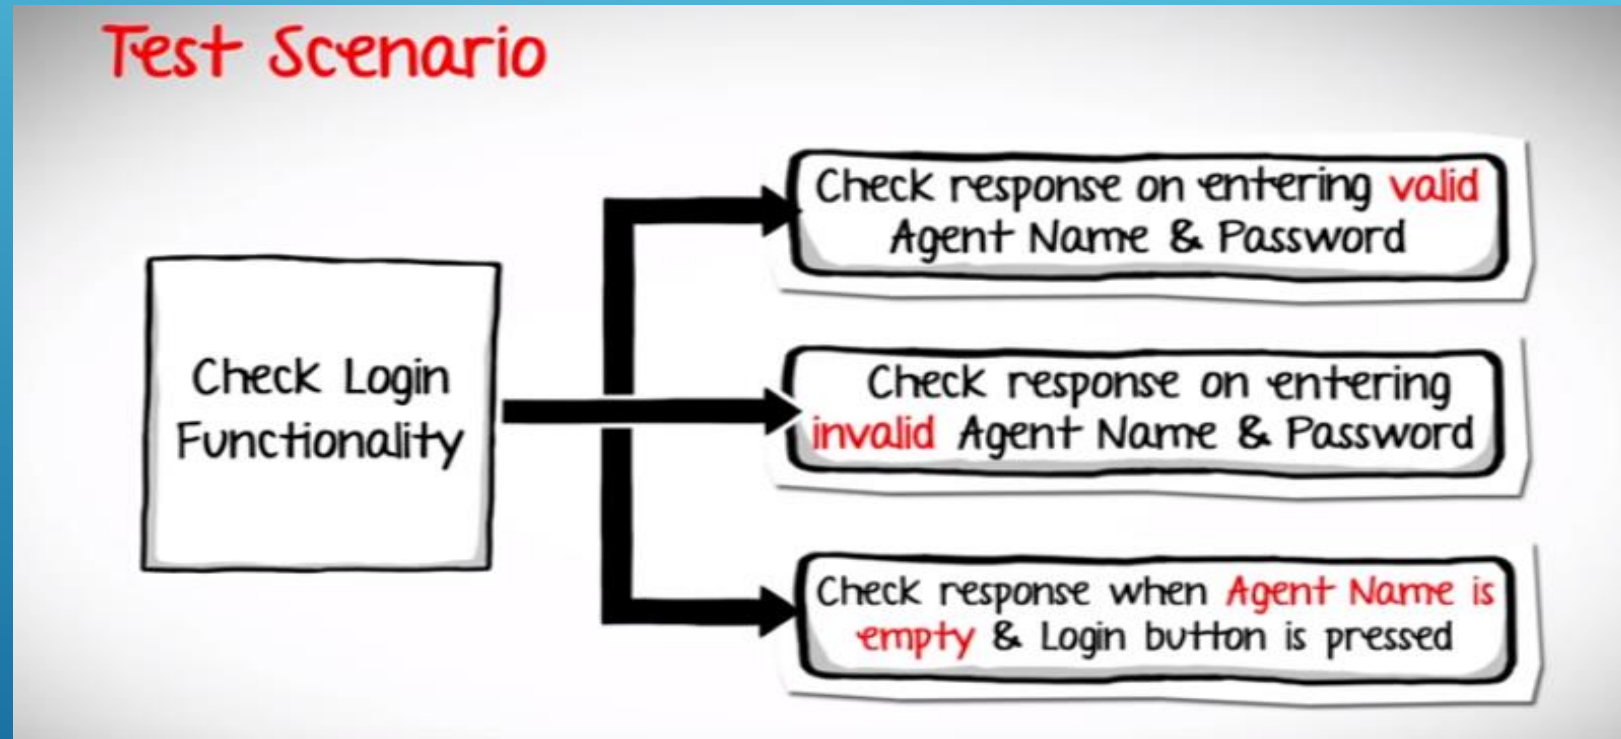 Test Scenario
Check Login
Functionality
Check response on entering valid
Agent Name & Password
Check response on entering
invalid Agent Name & Password
Check response when Agent Name is
empty & Login button is pressed